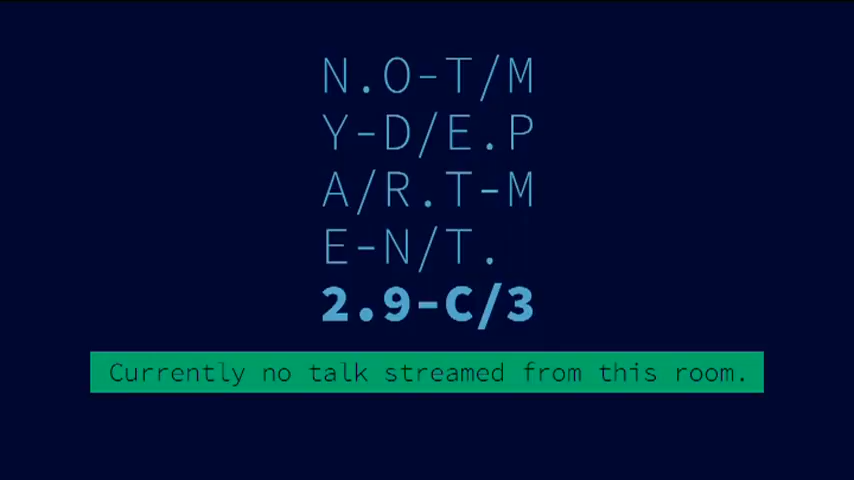 N.O-T/M
Y-D/E.P
A/R.T-M
E-N/T.
2.9-C/3
Currently no talk streamed from this room.